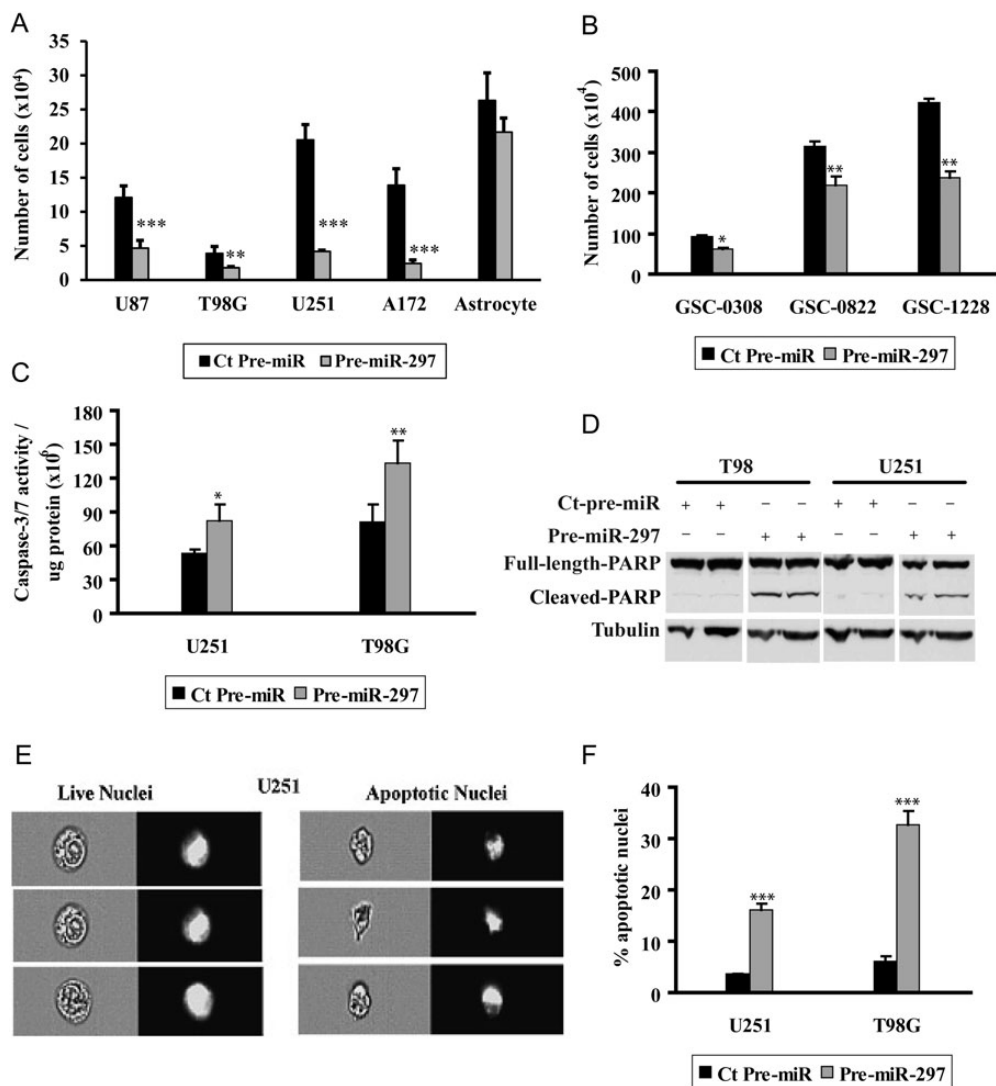 A
Number of cells (x10⁴)
35
30
25
20
15
10
5
0
***
**
***
***
U87 T98G U251 A172 Astrocyte
Ct Pre-miR Pre-miR-297
B
Number of cells (x10⁴)
500
400
300
200
100
0
*
**
**
GSC-0308 GSC-0822 GSC-1228
Ct Pre-miR Pre-miR-297
C
Caspase-3/7 activity /
ug protein (x10⁶)
180
150
120
90
60
30
0
*
**
U251 T98G
Ct Pre-miR Pre-miR-297
D
T98 U251
Ct-pre-miR + + – – + + – –
Pre-miR-297 – – + + – – + +
Full-length-PARP
Cleaved-PARP
Tubulin
E
U251
Live Nuclei Apoptotic Nuclei
F
% apoptotic nuclei
40
30
20
10
0
***
***
U251 T98G
Ct Pre-miR Pre-miR-297